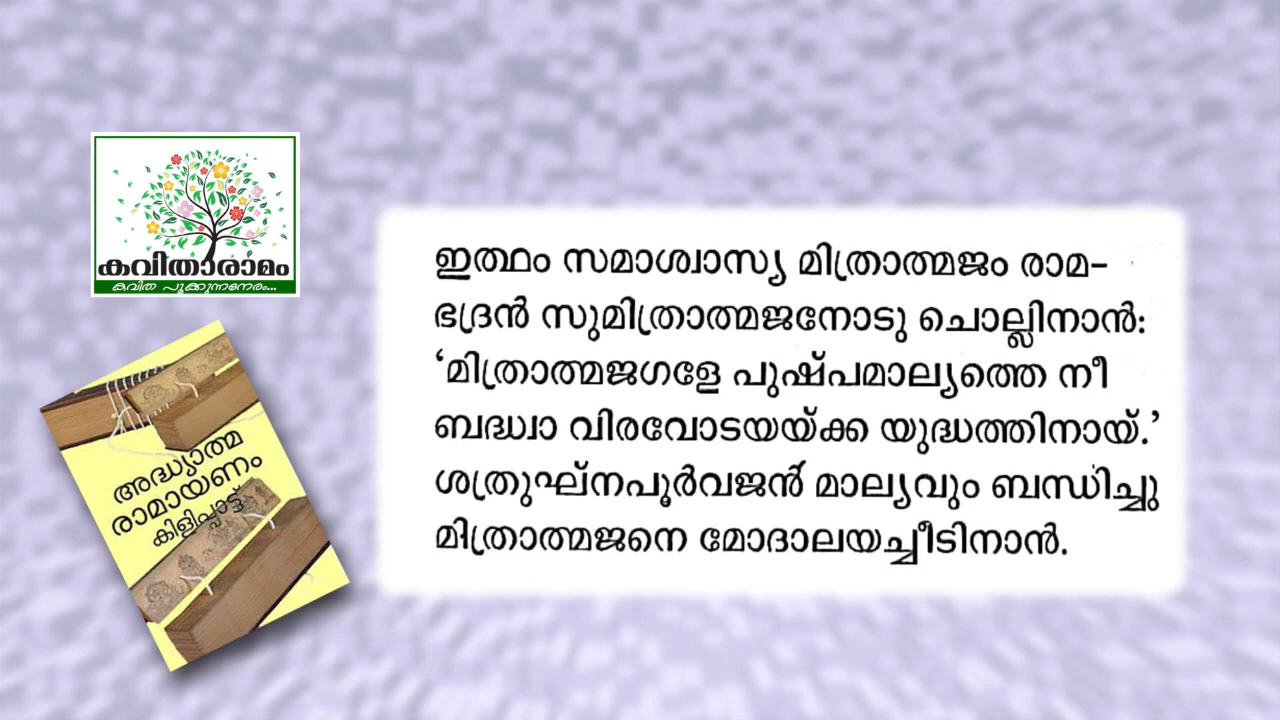 കവിതാരാമം
കവിത പൂക്കുന്നനേരം...
അദ്ധ്യാത്മ
രാമായണം
കിളിപ്പാട്ട്
ഇത്ഥം സമാശ്വാസ്യ മിത്രാത്മജം രാമ–
ഭദ്രൻ സുമിത്രാത്മജനോടു ചൊല്ലിനാൻ:
‘മിത്രാത്മജഗളേ പുഷ്പമാല്യത്തെ നീ
ബദ്ധ്വാ വിരവോടയയ്ക്ക യുദ്ധത്തിനായ്.’
ശത്രുഘ്നപൂർവജൻ മാല്യവും ബന്ധിച്ചു
മിത്രാത്മജനെ മോദാലയച്ചീടിനാൻ.